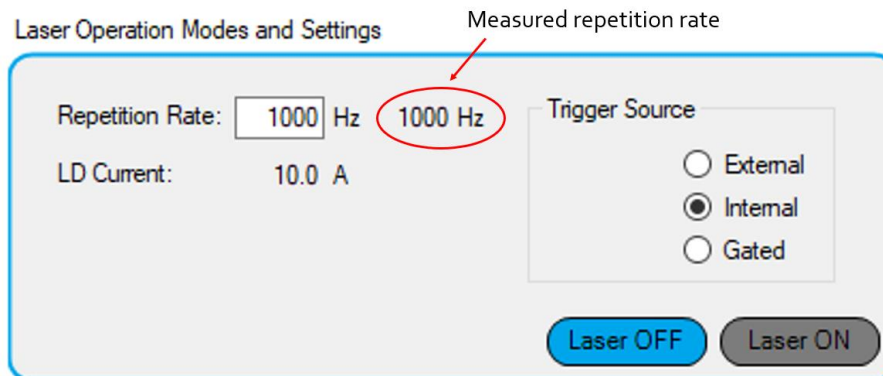 Measured repetition rate
Laser Operation Modes and Settings
Repetition Rate: 1000 Hz 1000 Hz
LD Current: 10.0 A
Trigger Source
External
Internal
Gated
Laser OFF Laser ON